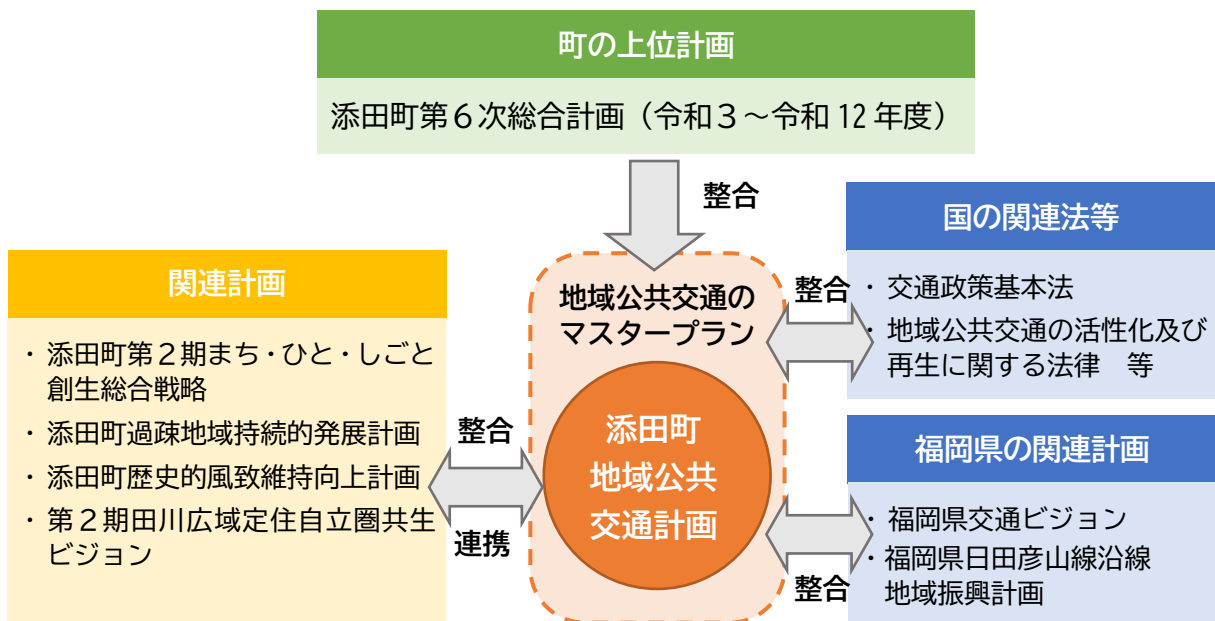 町の上位計画
添田町第６次総合計画（令和３～令和 12 年度）
整合
関連計画
・ 添田町第２期まち・ひと・しごと
創生総合戦略
・ 添田町過疎地域持続的発展計画
・ 添田町歴史的風致維持向上計画
・ 第２期田川広域定住自立圏共生
ビジョン
整合
連携
地域公共交通の
マスタープラン
添田町
地域公共
交通計画
整合
国の関連法等
・ 交通政策基本法
・ 地域公共交通の活性化及び
再生に関する法律　等
福岡県の関連計画
・ 福岡県交通ビジョン
・ 福岡県日田彦山線沿線
地域振興計画
整合